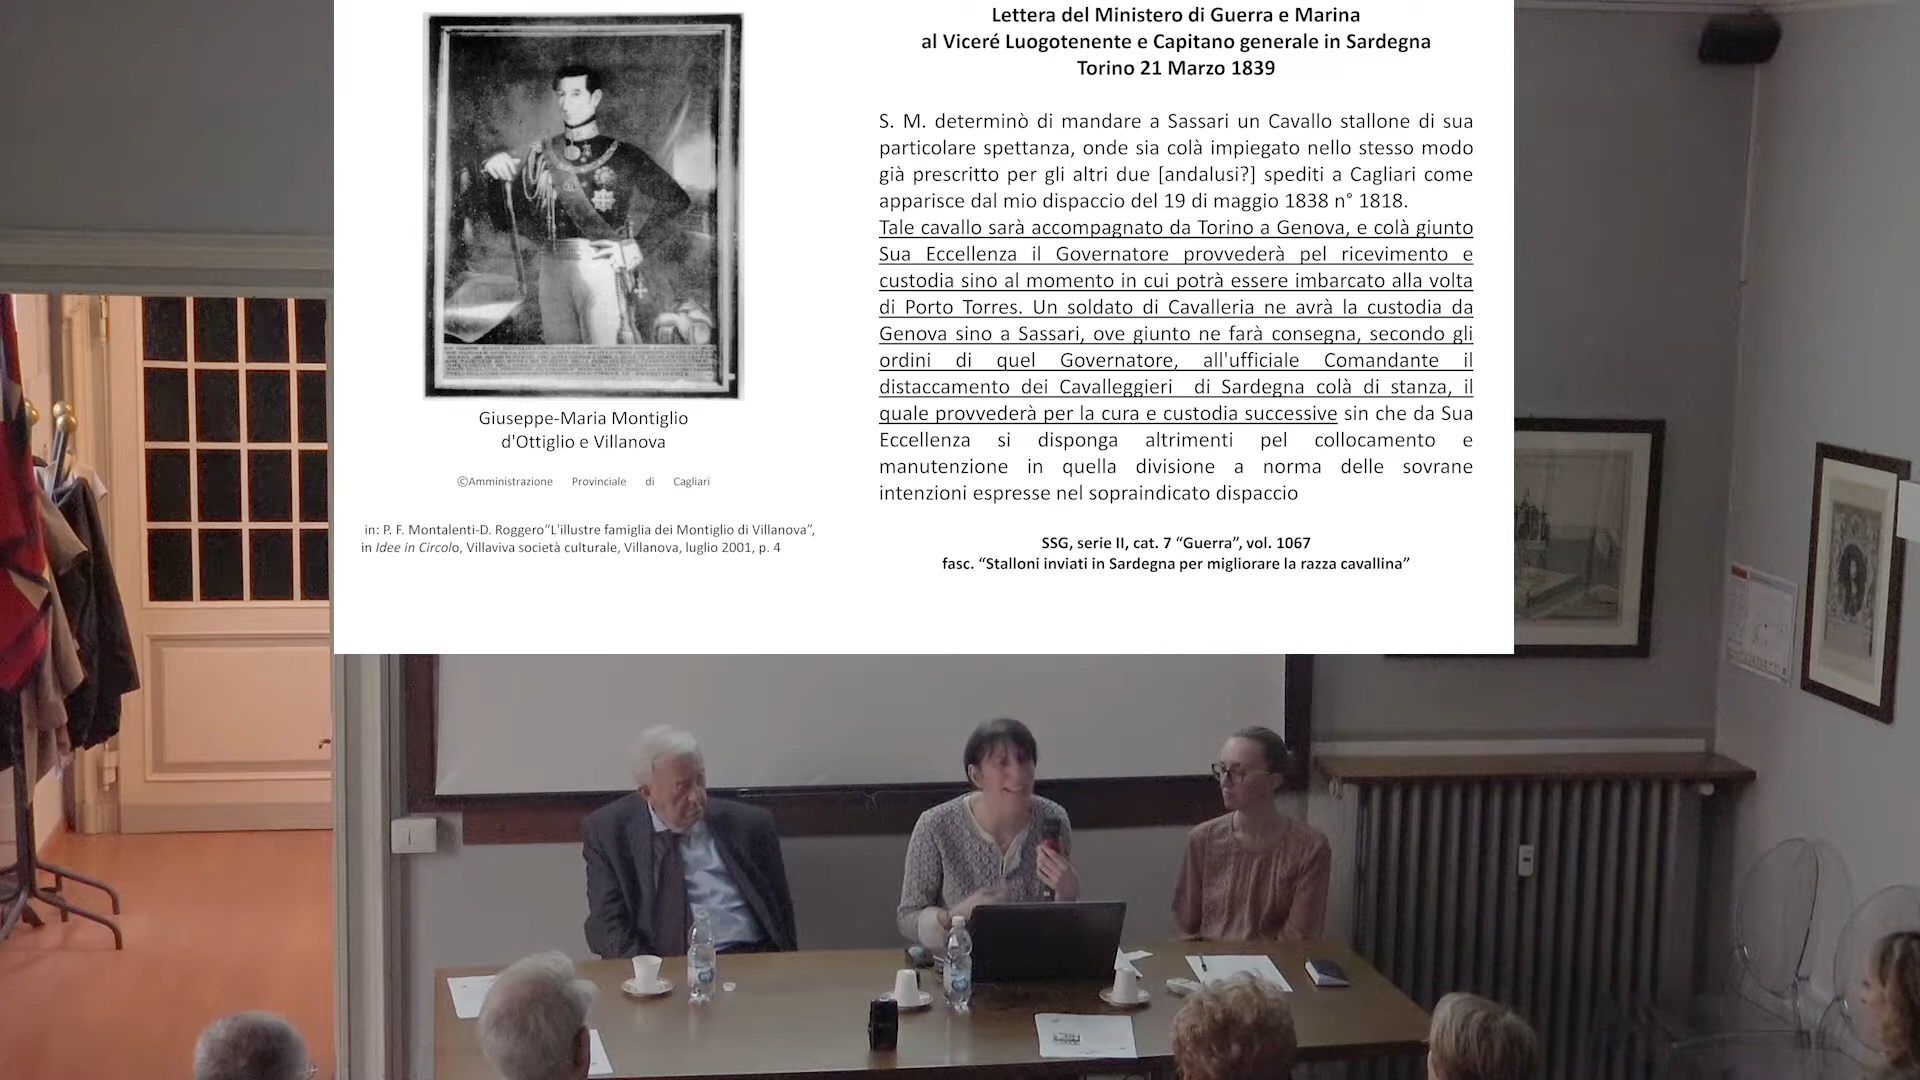 Giuseppe-Maria Montiglio
d'Ottiglio e Villanova
©Amministrazione Provinciale di Cagliari
in: P. F. Montalenti-D. Roggero“L'illustre famiglia dei Montiglio di Villanova”,
in Idee in Circolo, Villaviva società culturale, Villanova, luglio 2001, p. 4
Lettera del Ministero di Guerra e Marina
al Viceré Luogotenente e Capitano generale in Sardegna
Torino 21 Marzo 1839
S. M. determinò di mandare a Sassari un Cavallo stallone di sua
particolare spettanza, onde sia colà impiegato nello stesso modo
già prescritto per gli altri due [andalusi?] spediti a Cagliari come
apparisce dal mio dispaccio del 19 di maggio 1838 n° 1818.
Tale cavallo sarà accompagnato da Torino a Genova, e colà giunto
Sua Eccellenza il Governatore provvederà pel ricevimento e
custodia sino al momento in cui potrà essere imbarcato alla volta
di Porto Torres. Un soldato di Cavalleria ne avrà la custodia da
Genova sino a Sassari, ove giunto ne farà consegna, secondo gli
ordini di quel Governatore, all'ufficiale Comandante il
distaccamento dei Cavalleggieri di Sardegna colà di stanza, il
quale provvederà per la cura e custodia successive sin che da Sua
Eccellenza si disponga altrimenti pel collocamento e
manutenzione in quella divisione a norma delle sovrane
intenzioni espresse nel sopraindicato dispaccio
SSG, serie II, cat. 7 “Guerra”, vol. 1067
fasc. “Stalloni inviati in Sardegna per migliorare la razza cavallina”